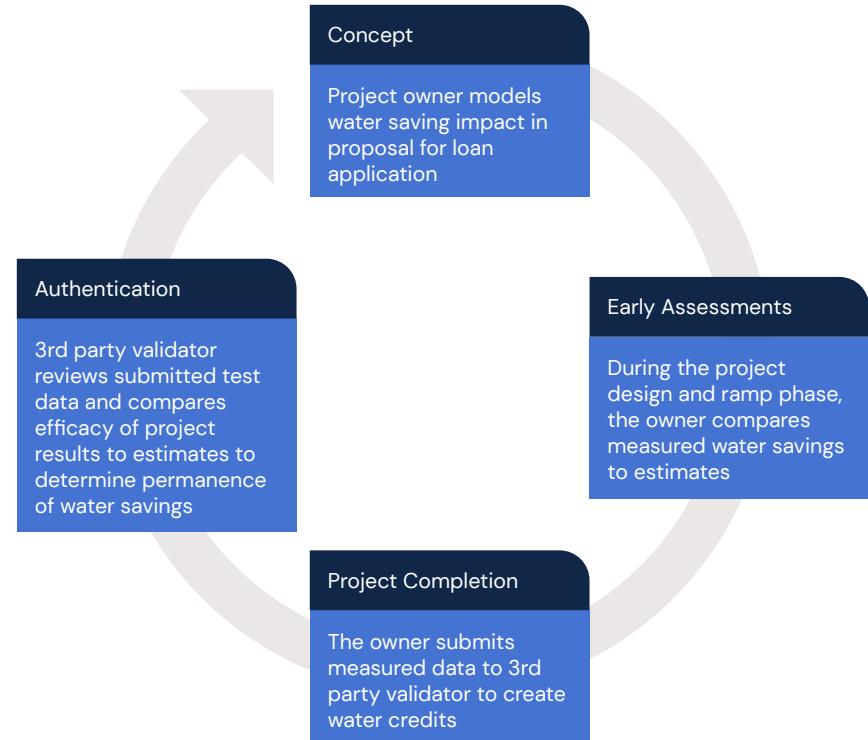 Concept
Project owner models
water saving impact in
proposal for loan
application
Early Assessments
During the project
design and ramp phase,
the owner compares
measured water savings
to estimates
Project Completion
The owner submits
measured data to 3rd
party validator to create
water credits
Authentication
3rd party validator
reviews submitted test
data and compares
efficacy of project
results to estimates to
determine permanence
of water savings